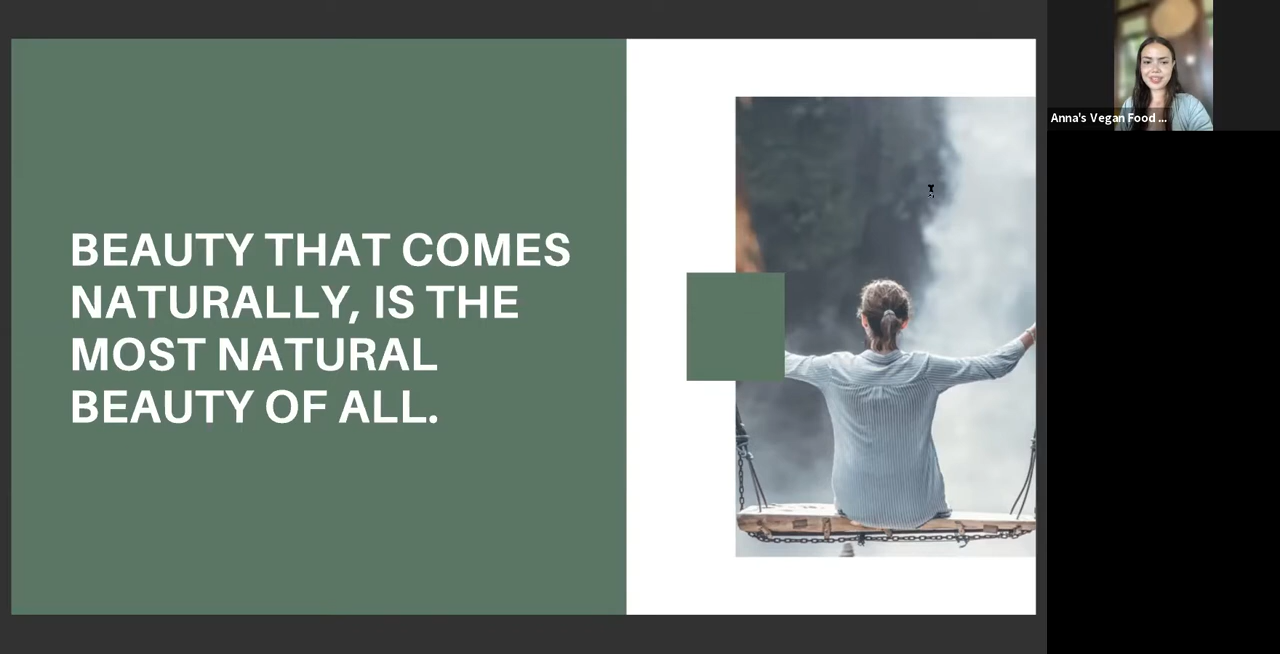 BEAUTY THAT COMES
NATURALLY, IS THE
MOST NATURAL
BEAUTY OF ALL.
Anna's Vegan Food ...